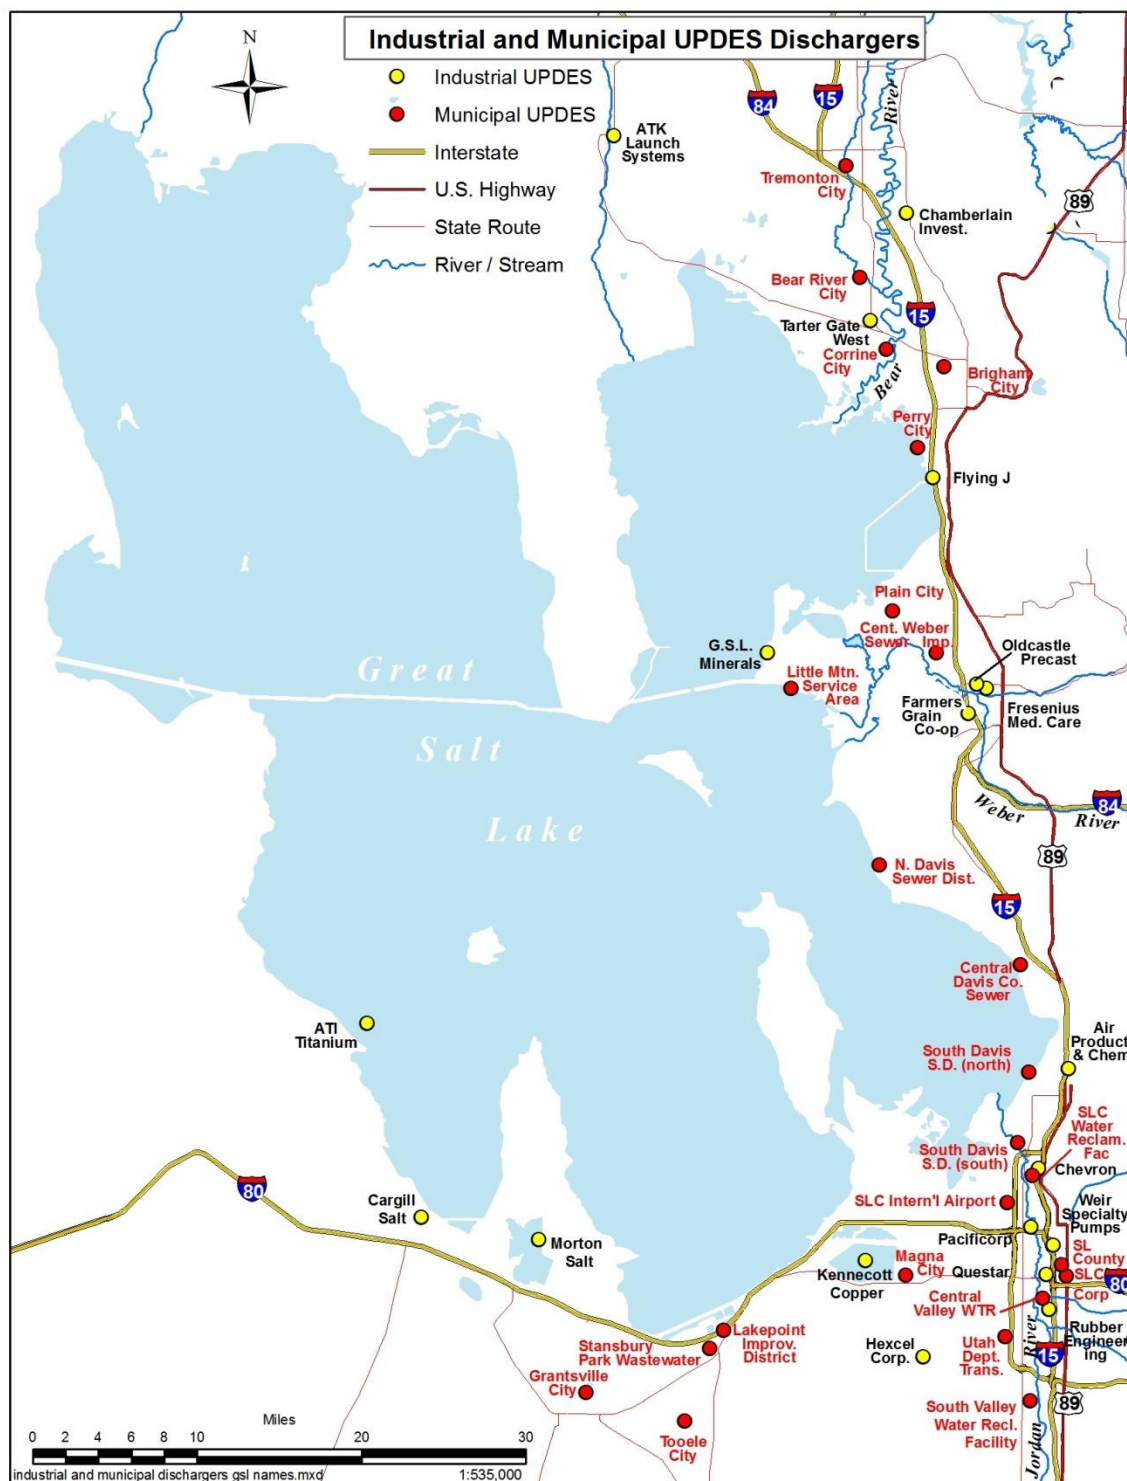 Industrial and Municipal UPDES Dischargers
N
Industrial UPDES
Municipal UPDES
Interstate
U.S. Highway
State Route
River / Stream
ATK
Launch
Systems
84
15
River
Tremonton
City
89
Chamberlain
Invest.
Bear River
City
15
Tarter Gate
West
Corrine
City
Bear
Brigham
City
Perry
City
Flying J
Plain City
Cent. Weber
Sewer Imp.
Oldcastle
Precast
G.S.L.
Minerals
Little Mtn.
Service
Area
Farmers
Grain
Co-op
Fresenius
Med. Care
Great
Salt
Lake
Weber
River
84
89
N. Davis
Sewer Dist.
15
Central
Davis Co.
Sewer
ATI
Titanium
Air
Product
& Chem
South Davis
S.D. (north)
SLC
Water
Reclam.
Fac
South Davis
S.D. (south)
Chevron
80
Cargill
Salt
SLC Intern'l Airport
Weir
Specialty
Pumps
Morton
Salt
Pacificorp
Kennecott
Copper
Magna
City
Questar
SL
County
SLC
Corp
80
Central
Valley WTR
Rubber
Engineer
ing
Lakepoint
Improv.
District
Stansbury
Park Wastewater
Hexcel
Corp.
Utah
Dept.
Trans.
River
15
Grantsville
City
South Valley
Water Recl.
Facility
89
Tooele
City
Jordan
Miles
0 2 4 6 8 10 20 30
industrial and municipal dischargers gsl names.mxd
1:535,000